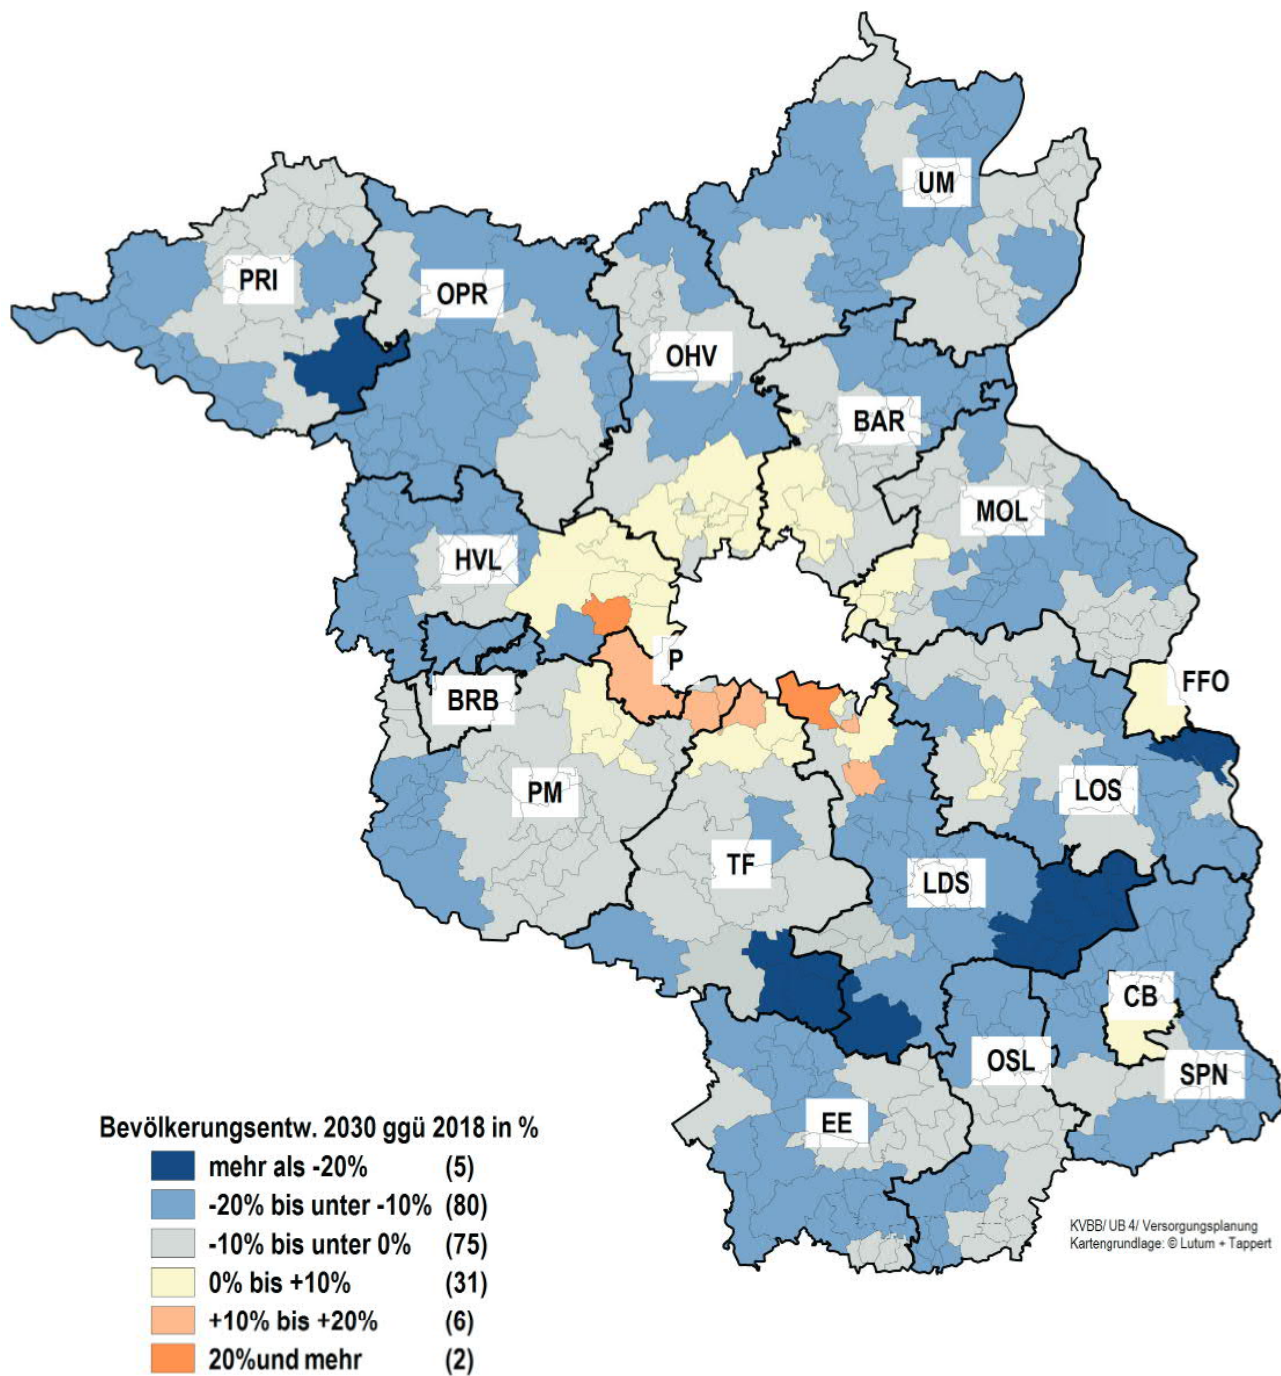 UM
PRI
OPR
OHV
BAR
MOL
HVL
P
FFO
BRB
PM
LOS
TF
LDS
CB
OSL
SPN
EE
Bevölkerungsentw. 2030 ggü 2018 in %
mehr als -20% (5)
-20% bis unter -10% (80)
-10% bis unter 0% (75)
0% bis +10% (31)
+10% bis +20% (6)
20%und mehr (2)
KVBB/ UB 4/ Versorgungsplanung
Kartengrundlage: © Lutum + Tappert